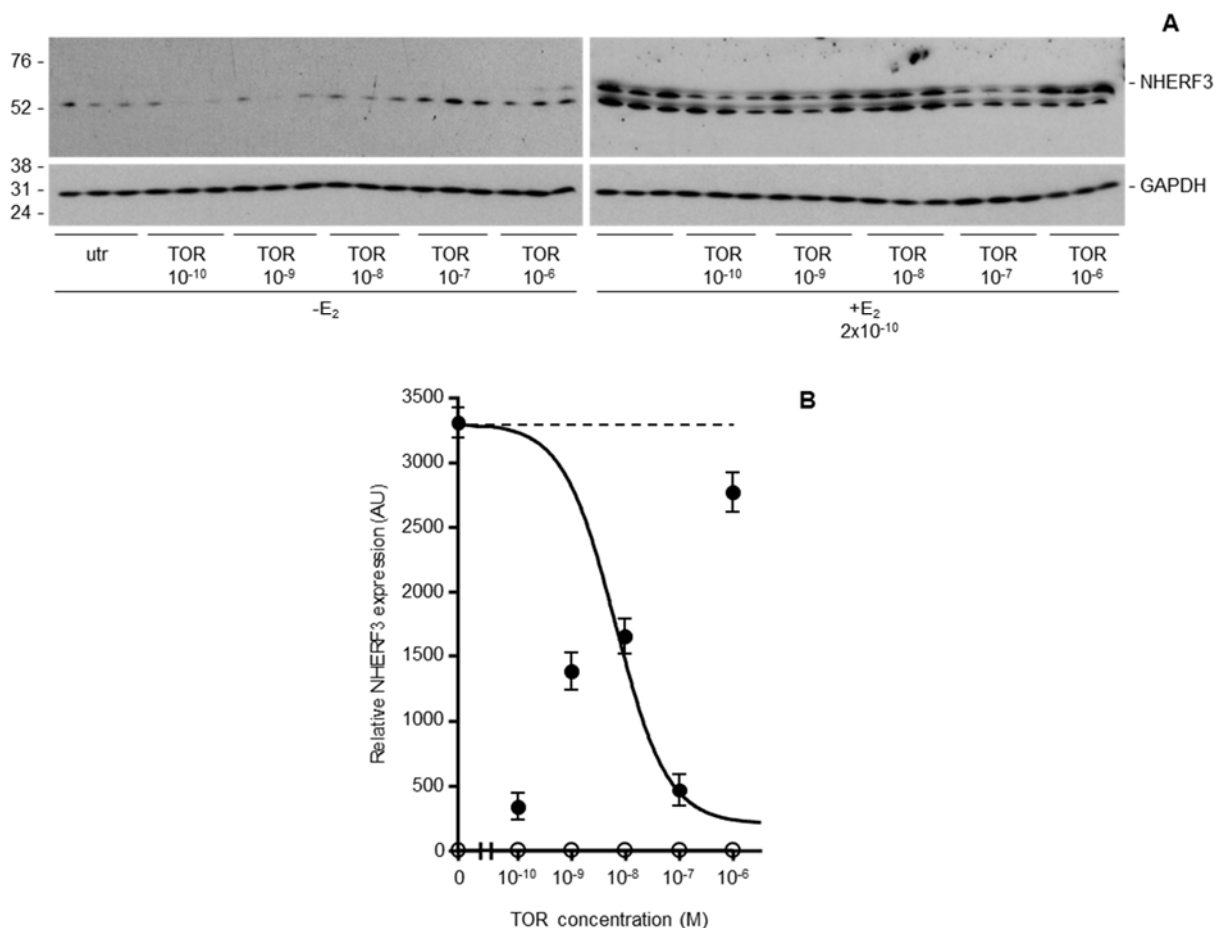 A
76 -
52 -
- NHERF3
38 -
31 -
24 -
- GAPDH
utr TOR TOR TOR TOR TOR TOR TOR TOR TOR TOR
10⁻¹⁰ 10⁻⁹ 10⁻⁸ 10⁻⁷ 10⁻⁶ 10⁻¹⁰ 10⁻⁹ 10⁻⁸ 10⁻⁷ 10⁻⁶
-E₂ +E₂
2x10⁻¹⁰
B
3500
3000
2500
2000
1500
1000
500
0
Relative NHERF3 expression (AU)
0 10⁻¹⁰ 10⁻⁹ 10⁻⁸ 10⁻⁷ 10⁻⁶
TOR concentration (M)